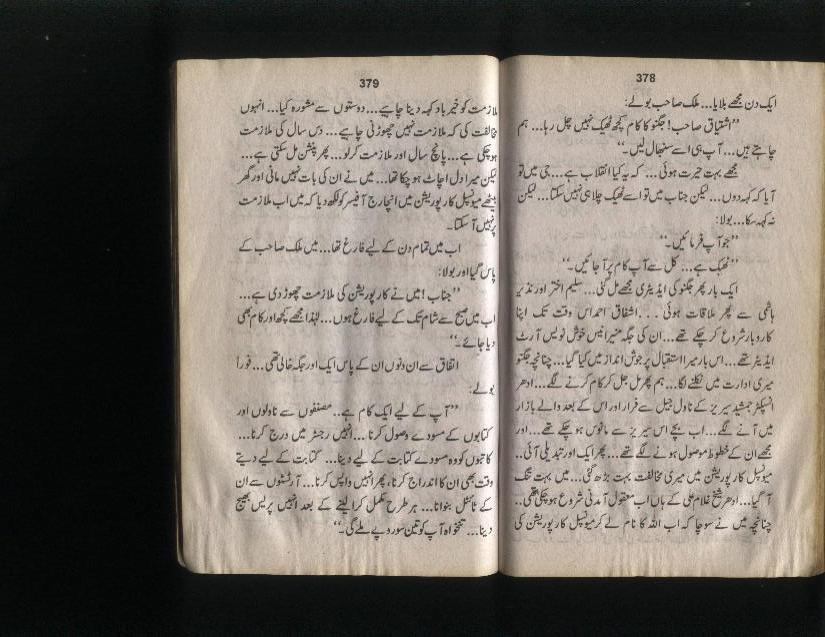 378
ایک دن مجھے بلایا... ملک صاحب بولے:
"اشتیاق صاحب! جگنو کا کام کچھ ٹھیک نہیں چل رہا... ہم
چاہتے ہیں... آپ ہی اسے سنبھال لیں۔"
مجھے بہت حیرت ہوئی... کہ یہ کیا انقلاب ہے... جی میں تو
آیا کہ کہہ دوں... لیکن جناب میں تو اسے ٹھیک چلا ہی نہیں سکتا... لیکن
نہ کہہ سکا... بولا:
"جو آپ فرمائیں۔"
"ٹھیک ہے... کل سے آپ کام پر آ جائیں۔"
ایک بار پھر جگنو کی ایڈیٹری مجھے مل گئی... سلیم اختر اور نذیر
ہاشمی سے پھر ملاقات ہوئی... اشفاق احمد اس وقت تک اپنا
کاروبار شروع کر چکے تھے... ان کی جگہ منیر انیس خوش نویس آرٹ
ایڈیٹر تھے... اس بار میرا استقبال پرجوش انداز میں کیا گیا... چنانچہ جگنو
میری ادارت میں نکلنے لگا... ہم پھر مل جل کر کام کرنے لگے... ادھر
انسپکٹر جمشید سیریز کے ناول جیل سے فرار اور اس کے بعد والے بازار
میں آنے لگے... اب بچے اس سیریز سے مانوس ہو چکے تھے... اور
مجھے ان کے خطوط موصول ہونے لگے تھے... پھر ایک اور تبدیلی آئی..
میونسپل کارپوریشن میں میری مخالفت بہت بڑھ گئی... میں بہت تنگ
آ گیا... ادھر شیخ غلام علی کے ہاں اب معقول آمدنی شروع ہو چکی تھی..
چنانچہ میں نے سوچا کہ اب اللہ کا نام لے کر میونسپل کارپوریشن کی
379
ملازمت کو خیر باد کہہ دینا چاہیے... دوستوں سے مشورہ کیا... انہوں
مخالفت کی کہ ملازمت نہیں چھوڑنی چاہیے... دس سال کی ملازمت
ہو چکی ہے... پانچ سال اور ملازمت کر لو... پھر پنشن مل سکتی ہے...
لیکن میرا دل اچاٹ ہو چکا تھا... میں نے ان کی بات نہیں مانی اور گھر
بیٹھے میونسپل کارپوریشن میں انچارج آفیسر کو لکھ دیا کہ میں اب ملازمت
پر نہیں آ سکتا۔
اب میں تمام دن کے لیے فارغ تھا... میں ملک صاحب کے
پاس گیا اور بولا:
"جناب! میں نے کارپوریشن کی ملازمت چھوڑ دی ہے...
اب میں صبح سے شام تک کے لیے فارغ ہوں... لہٰذا مجھے کچھ اور کام بھی
دیا جائے۔"
اتفاق سے ان دنوں ان کے پاس ایک اور جگہ خالی تھی... فوراً
بولے:
"آپ کے لیے ایک کام ہے.. مصنفوں سے ناولوں اور
کتابوں کے مسودے وصول کرنا... انہیں رجسٹر میں درج کرنا...
کاتبوں کو وہ مسودے کتابت کے لیے دینا... کتابت کے لیے دیتے
وقت بھی ان کا اندراج کرنا، پھر انہیں واپس کرنا... آرٹسٹوں سے ان
کے ٹائٹل بنوانا... ہر طرح مکمل کرا لینے کے بعد انہیں پریس بھیج
دینا... تنخواہ آپ کو تین سو روپے ملے گی۔"